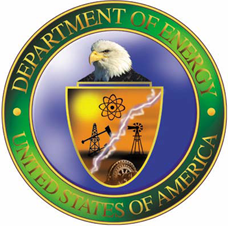 DEPARTMENT OF ENERGY
UNITED STATES OF AMERICA